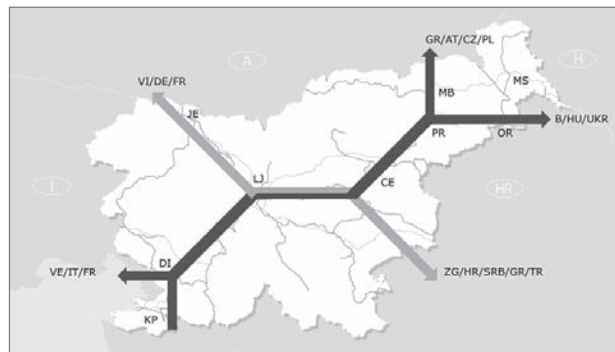 GR/AT/CZ/PL
A
H
VI/DE/FR
MS
MB
JE
B/HU/UKR
PR
OR
LJ
CE
I
HR
DI
VE/IT/FR
ZG/HR/SRB/GR/TR
KP